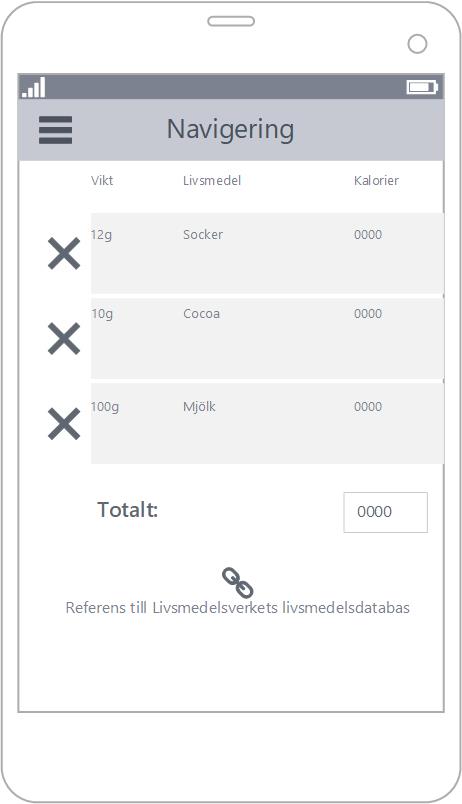 Navigering
Vikt Livsmedel Kalorier
12g Socker 0000
10g Cocoa 0000
100g Mjölk 0000
Totalt: 0000
Referens till Livsmedelsverkets livsmedelsdatabas